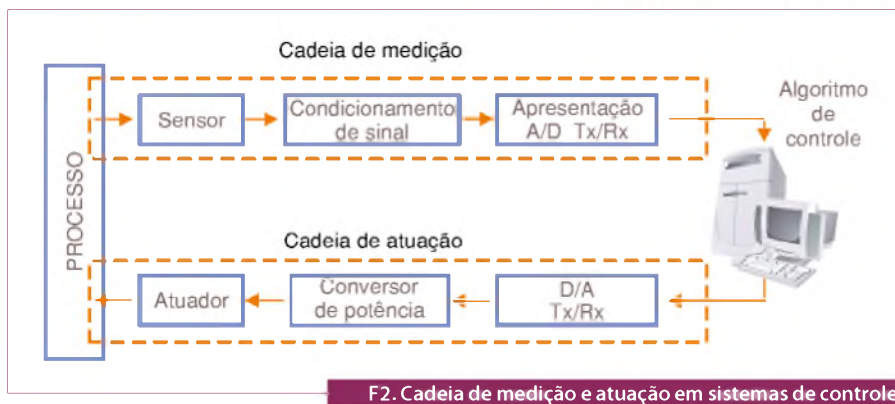 Cadeia de medição
PROCESSO
Sensor
Condicionamento
de sinal
Apresentação
A/D Tx/Rx
Algoritmo
de
controle
Cadeia de atuação
Atuador
Conversor
de potência
D/A
Tx/Rx
F2. Cadeia de medição e atuação em sistemas de controle